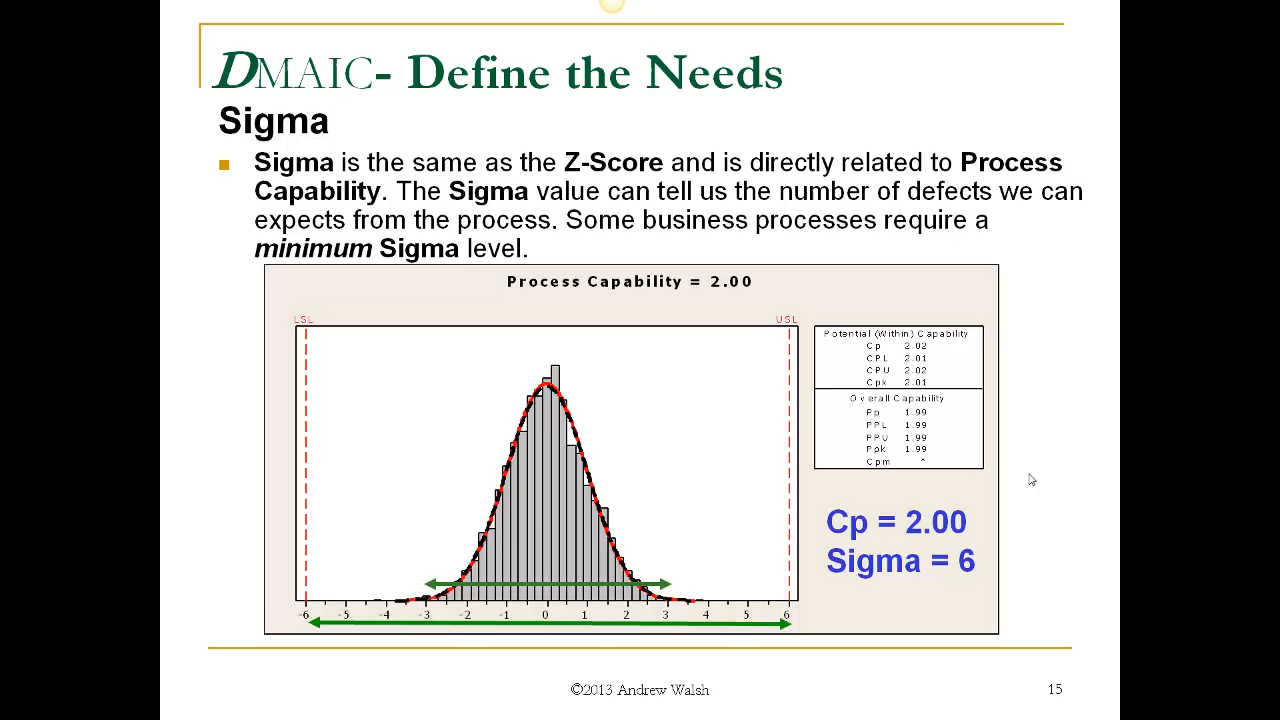 DMAIC- Define the Needs
Sigma
Sigma is the same as the Z-Score and is directly related to Process
Capability. The Sigma value can tell us the number of defects we can
expects from the process. Some business processes require a
minimum Sigma level.
Process Capability = 2.00
LSL USL
Potential (Within) Capability
Cp 2.02
CPL 2.01
CPU 2.02
Cpk 2.01
Overall Capability
Pp 1.99
PPL 1.99
PPU 1.99
Ppk 1.99
Cpm *
Cp = 2.00
Sigma = 6
-6 -5 -4 -3 -2 -1 0 1 2 3 4 5 6
©2013 Andrew Walsh 15